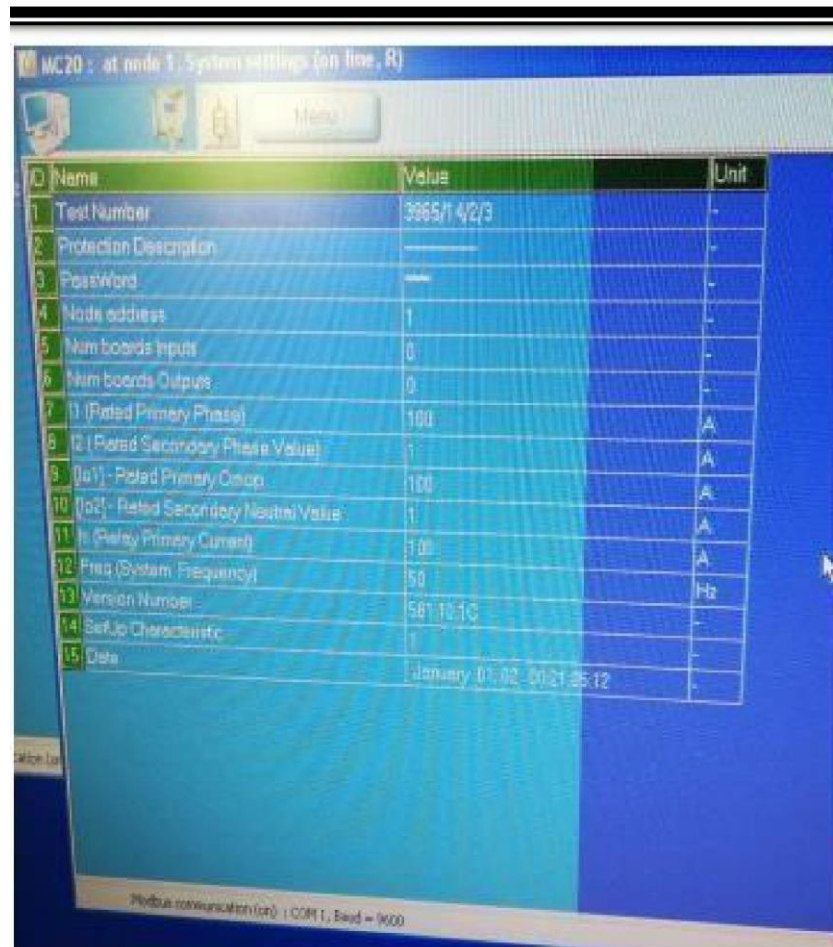 MC20 : at node 1, System settings (on line, R)
Menu
ID Name Value Unit
1 Test Number 3965/14/2/3 -
2 Protection Description -
3 PassWord -
4 Node address 1 -
5 Num boards Inputs 0 -
6 Num boards Outputs 0 -
7 I1 (Rated Primary Phase) 100 A
8 I2 (Rated Secondary Phase Value) 1 A
9 [Io1] - Rated Primary 100 A
10 [Io2] - Rated Secondary Neutral Value 1 A
11 In (Relay Primary Current) 100 A
12 Freq (System Frequency) 50 Hz
13 Version Number -
14 SetUp Characteristic 1 -
15 Date January 01, 02 -
Modbus communication (on) : COM 1, Baud = 9600